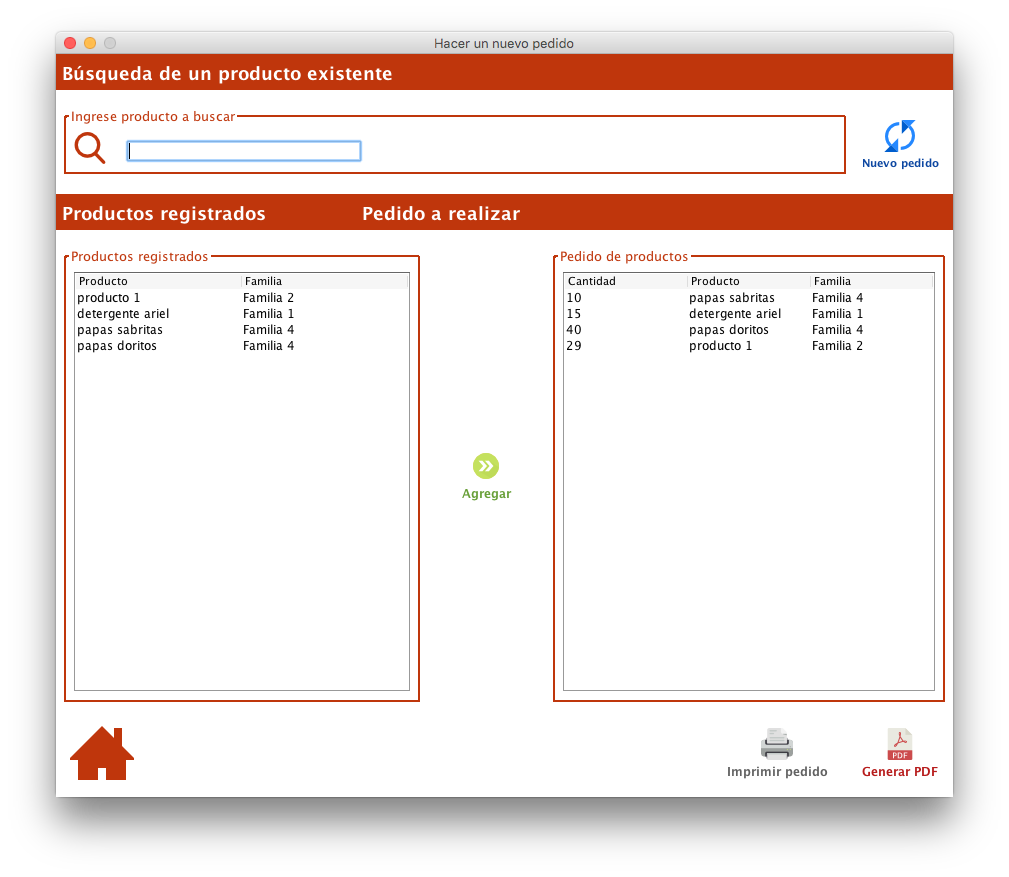 Hacer un nuevo pedido
Búsqueda de un producto existente
Ingrese producto a buscar
Nuevo pedido
Productos registrados Pedido a realizar
Productos registrados
Producto Familia
producto 1 Familia 2
detergente ariel Familia 1
papas sabritas Familia 4
papas doritos Familia 4
Agregar
Pedido de productos
Cantidad Producto Familia
10 papas sabritas Familia 4
15 detergente ariel Familia 1
40 papas doritos Familia 4
29 producto 1 Familia 2
Imprimir pedido
PDF
Generar PDF